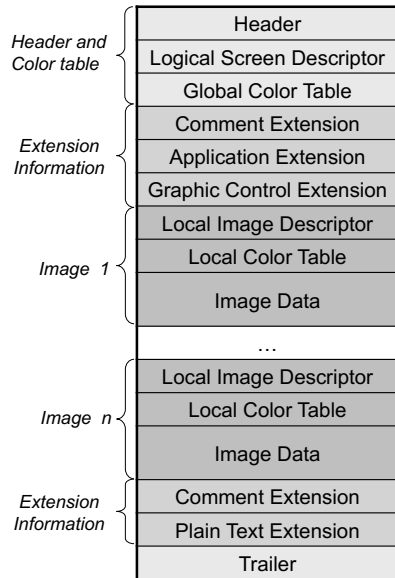 Header and
Color table
Header
Logical Screen Descriptor
Global Color Table
Extension
Information
Comment Extension
Application Extension
Graphic Control Extension
Image 1
Local Image Descriptor
Local Color Table
Image Data
...
Image n
Local Image Descriptor
Local Color Table
Image Data
Extension
Information
Comment Extension
Plain Text Extension
Trailer